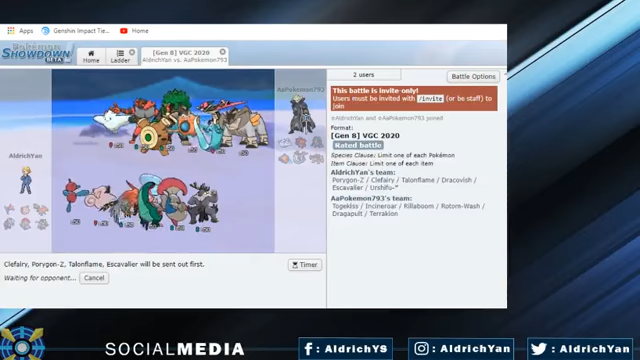 Apps Genshin Impact Tie... Home
SHOWDOWN!
BETA
Home
Ladder
[Gen 8] VGC 2020
AldrichYan vs. AaPokemon793
2 users
Battle Options
This battle is invite-only!
Users must be invited with /invite (or be staff) to
join
AldrichYan and AaPokemon793 joined
Format:
[Gen 8] VGC 2020
Rated battle
Species Clause: Limit one of each Pokémon
Item Clause: Limit one of each item
AldrichYan's team:
Porygon-Z / Clefairy / Talonflame / Dracovish /
Escavalier / Urshifu-*
AaPokemon793's team:
Togekiss / Incineroar / Rillaboom / Rotom-Wash /
Dragapult / Terrakion
AaPokemon793
AldrichYan
Clefairy, Porygon-Z, Talonflame, Escavalier will be sent out first.
Timer
Waiting for opponent...
Cancel
SOCIALMEDIA
f : AldrichYS
: AldrichYan
: AldrichYan